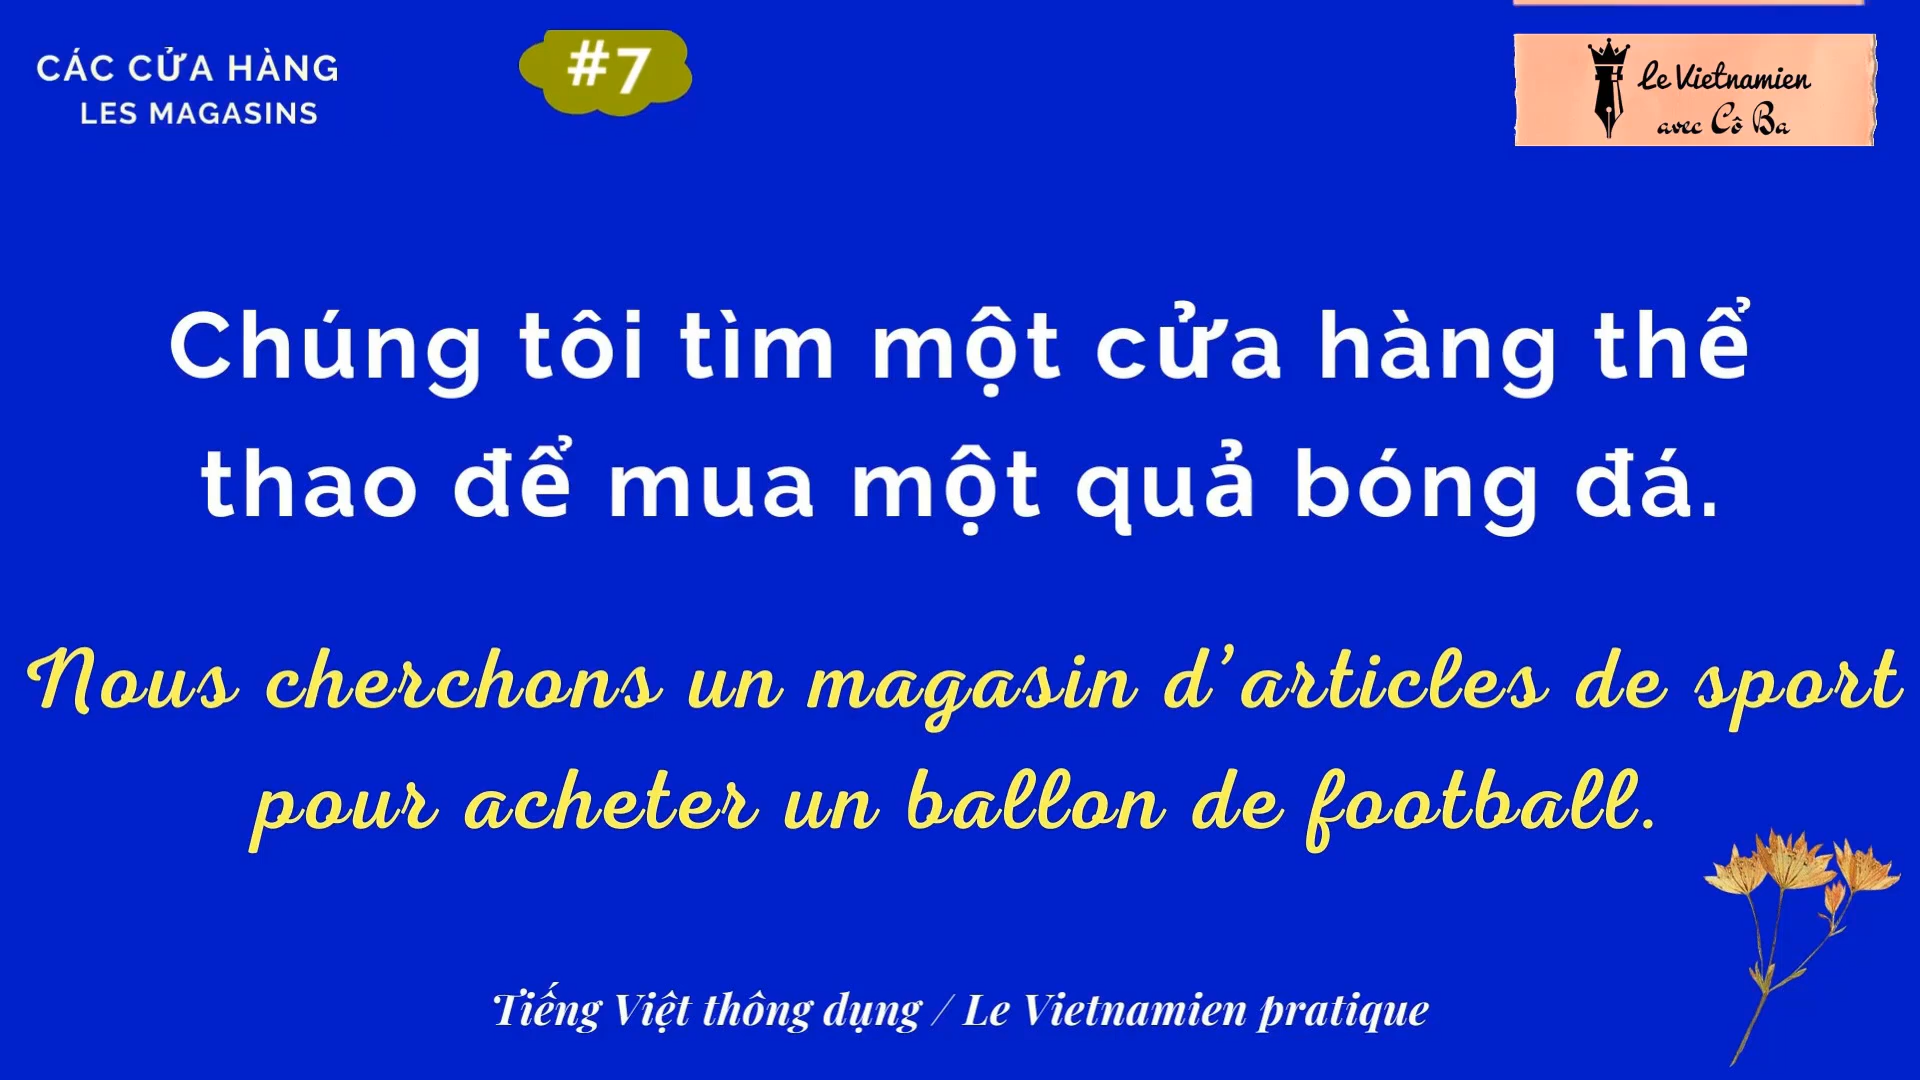 CÁC CỬA HÀNG
LES MAGASINS
#7
Le Vietnamien
avec Cô Ba
Chúng tôi tìm một cửa hàng thể
thao để mua một quả bóng đá.
Nous cherchons un magasin d’articles de sport
pour acheter un ballon de football.
Tiếng Việt thông dụng / Le Vietnamien pratique